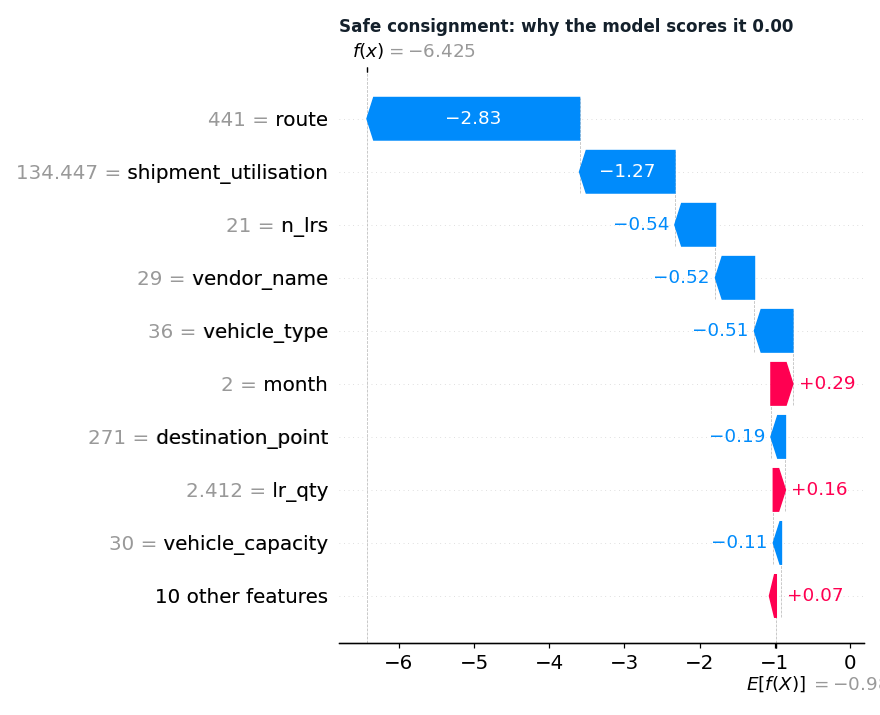 Safe consignment: why the model scores it 0.00
f(x) = −6.425
441 = route −2.83
134.447 = shipment_utilisation −1.27
21 = n_lrs −0.54
29 = vendor_name −0.52
36 = vehicle_type −0.51
2 = month +0.29
271 = destination_point −0.19
2.412 = lr_qty +0.16
30 = vehicle_capacity −0.11
10 other features +0.07
−6 −5 −4 −3 −2 −1 0
E[f(X)] = −0.9